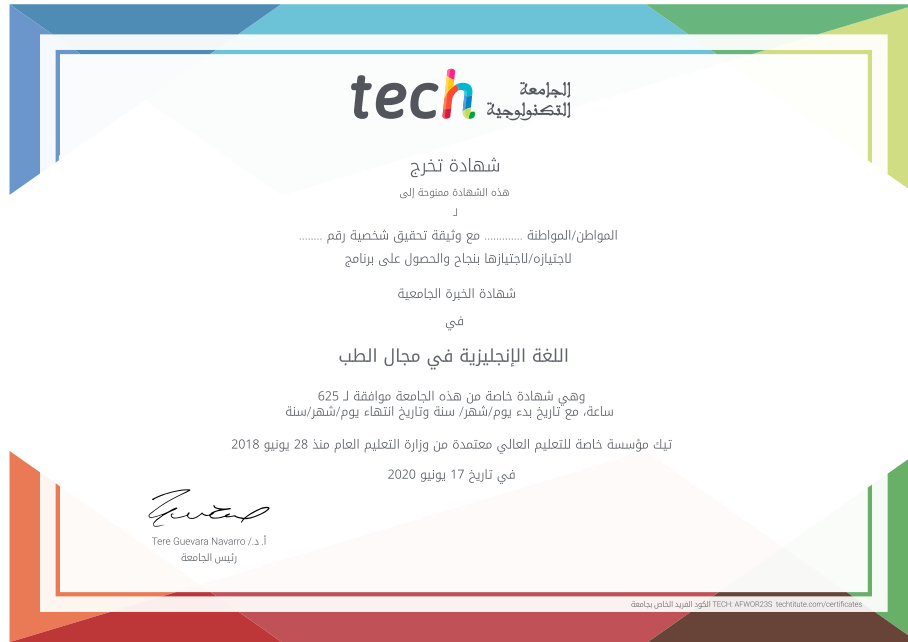 tech الجامعة
التكنولوجية
شهادة تخرج
هذه الشهادة ممنوحة إلى
لـ
المواطن/المواطنة ............. مع وثيقة تحقيق شخصية رقم ........
لاجتيازه/لاجتيازها بنجاح والحصول على برنامج
شهادة الخبرة الجامعية
في
اللغة الإنجليزية في مجال الطب
وهي شهادة خاصة من هذه الجامعة موافقة لـ 625
ساعة، مع تاريخ بدء يوم/شهر/ سنة وتاريخ انتهاء يوم/شهر/سنة
تيك مؤسسة خاصة للتعليم العالي معتمدة من وزارة التعليم العام منذ 28 يونيو 2018
في تاريخ 17 يونيو 2020
أ. د./ Tere Guevara Navarro
رئيس الجامعة
الكود الفريد الخاص بجامعة TECH: AFWOR23S techtitute.com/certificates